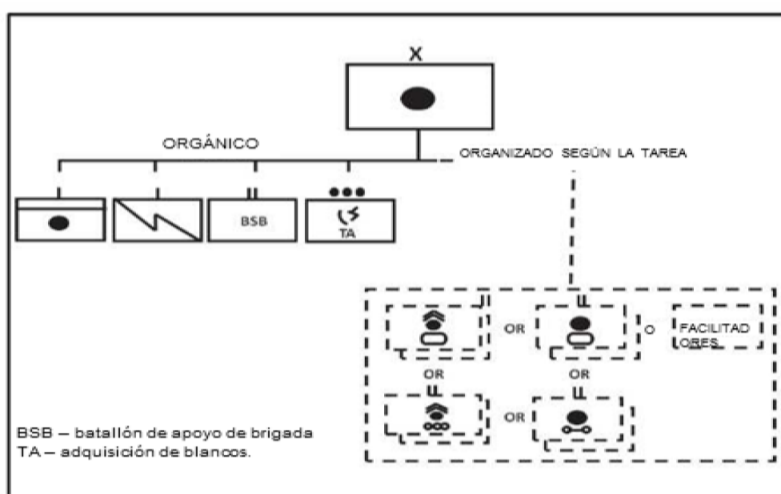 X
ORGÁNICO
ORGANIZADO SEGÚN LA TAREA
BSB
TA
OR
O
FACILITAD
ORES
OR
OR
OR
BSB – batallón de apoyo de brigada
TA – adquisición de blancos.